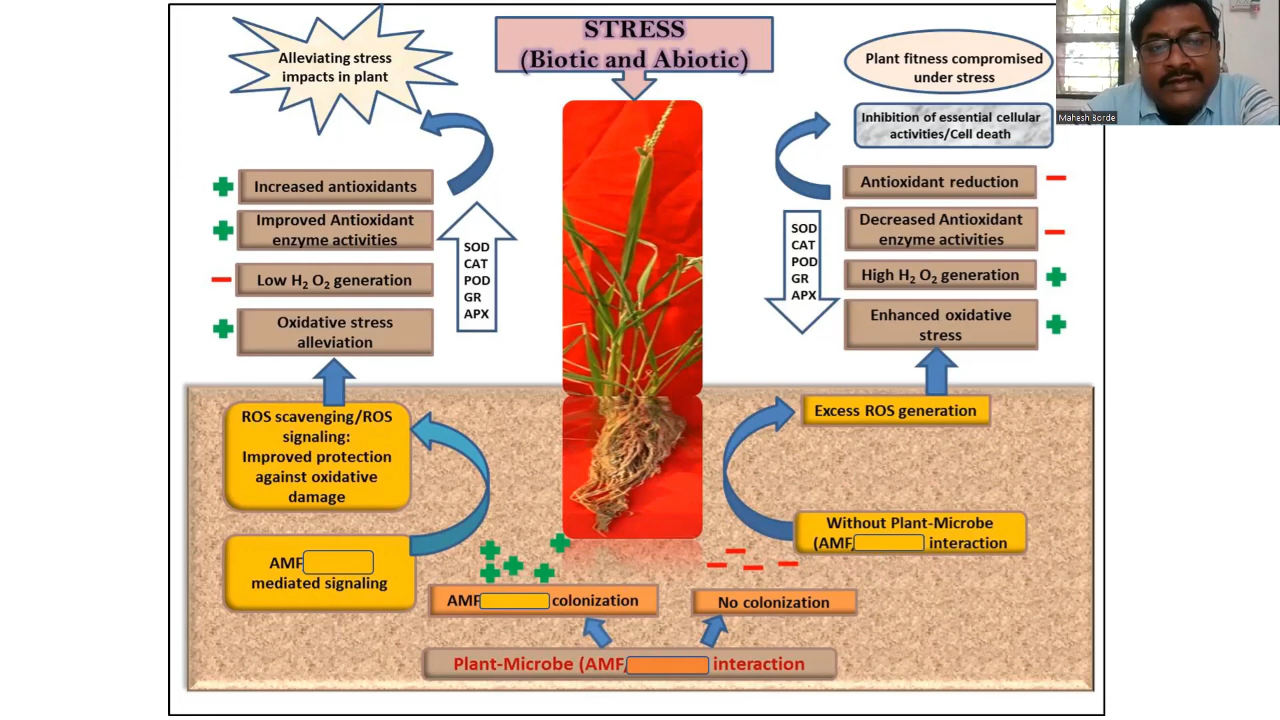 STRESS
(Biotic and Abiotic)
Mahesh Borde
Alleviating stress
impacts in plant
Increased antioxidants
Improved Antioxidant
enzyme activities
Low H₂ O₂ generation
Oxidative stress
alleviation
SOD
CAT
POD
GR
APX
Plant fitness compromised
under stress
Inhibition of essential cellular
activities/Cell death
Antioxidant reduction
Decreased Antioxidant
enzyme activities
High H₂ O₂ generation
Enhanced oxidative
stress
SOD
CAT
POD
GR
APX
ROS scavenging/ROS
signaling:
Improved protection
against oxidative
damage
AMF
mediated signaling
Excess ROS generation
Without Plant-Microbe
(AMF interaction
AMF colonization
No colonization
Plant-Microbe (AMF interaction